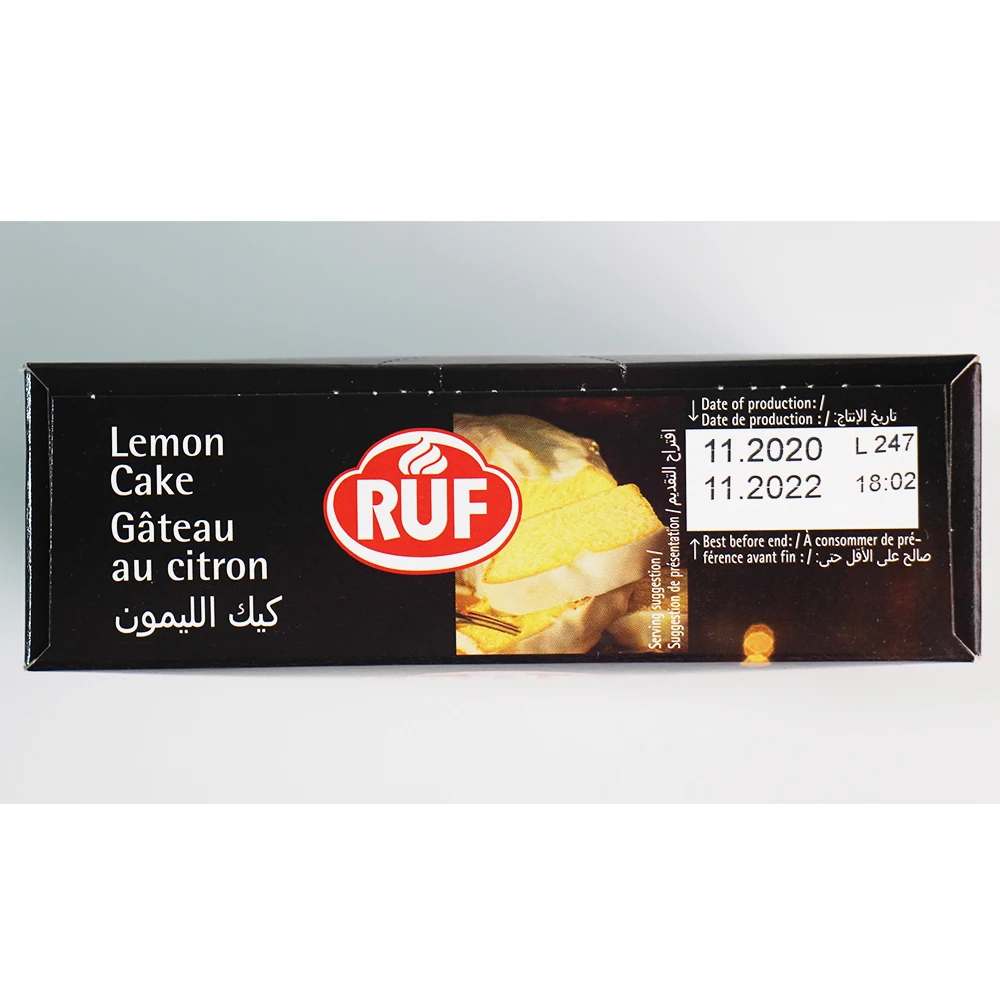 Lemon
Cake
Gâteau
au citron
كيك الليمون
RUF
Serving suggestion /
Suggestion de présentation / اقتراح التقديم
↓ Date of production: /
Date de production : / تاريخ الإنتاج:
11.2020 L 247
11.2022 18:02
↑ Best before end: / À consommer de pré-
férence avant fin : / صالح على الأقل حتى: